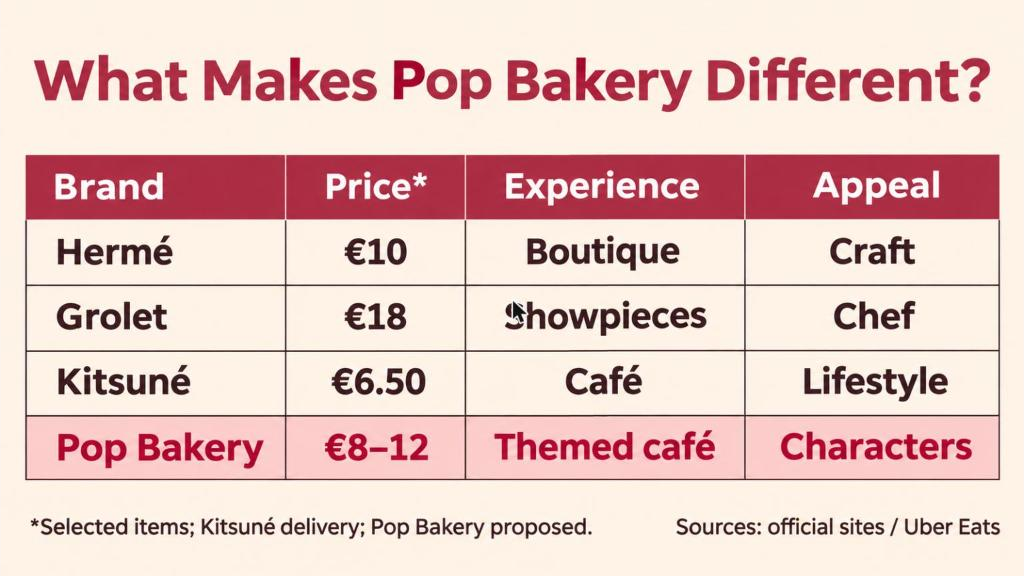 What Makes Pop Bakery Different?
Brand Price* Experience Appeal
Hermé €10 Boutique Craft
Grolet €18 Showpieces Chef
Kitsuné €6.50 Café Lifestyle
Pop Bakery €8–12 Themed café Characters
*Selected items; Kitsuné delivery; Pop Bakery proposed. Sources: official sites / Uber Eats